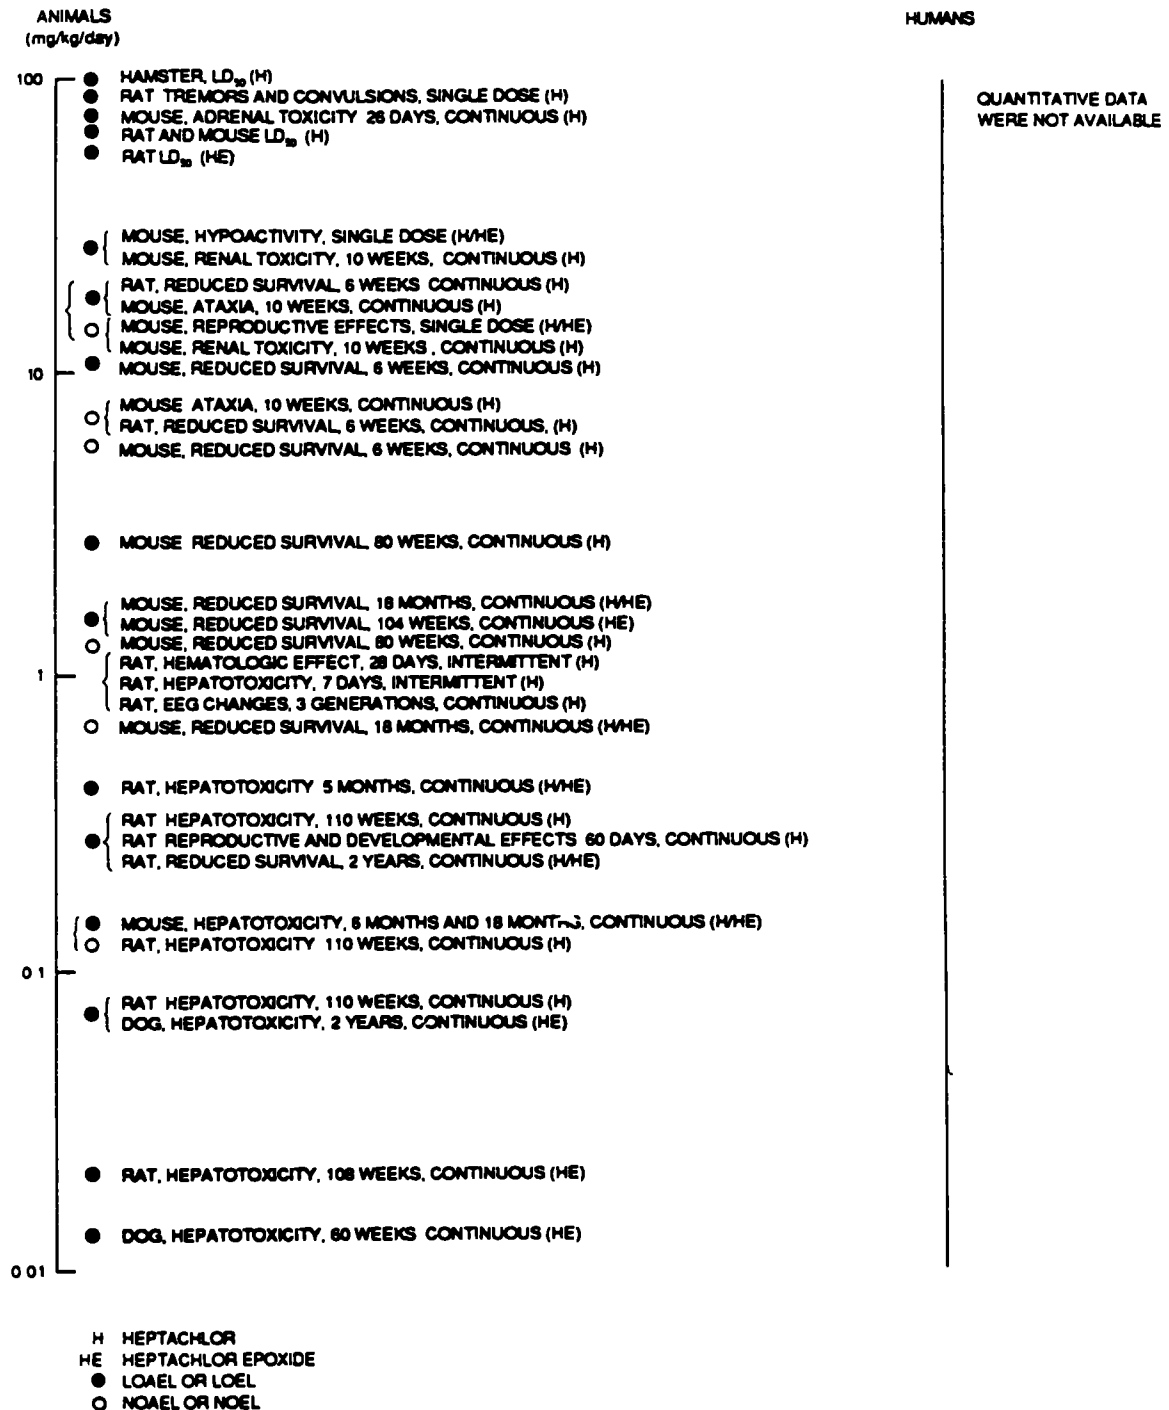 ANIMALS
(mg/kg/day)
HUMANS
100
HAMSTER, LD50 (H)
RAT TREMORS AND CONVULSIONS, SINGLE DOSE (H)
MOUSE, ADRENAL TOXICITY 26 DAYS, CONTINUOUS (H)
RAT AND MOUSE LD50 (H)
RAT LD50 (HE)
QUANTITATIVE DATA
WERE NOT AVAILABLE
MOUSE, HYPOACTIVITY, SINGLE DOSE (H/HE)
MOUSE, RENAL TOXICITY, 10 WEEKS, CONTINUOUS (H)
RAT, REDUCED SURVIVAL, 6 WEEKS CONTINUOUS (H)
MOUSE, ATAXIA, 10 WEEKS, CONTINUOUS (H)
MOUSE, REPRODUCTIVE EFFECTS, SINGLE DOSE (H/HE)
MOUSE, RENAL TOXICITY, 10 WEEKS, CONTINUOUS (H)
10
MOUSE, REDUCED SURVIVAL, 6 WEEKS, CONTINUOUS (H)
MOUSE ATAXIA, 10 WEEKS, CONTINUOUS (H)
RAT, REDUCED SURVIVAL, 6 WEEKS, CONTINUOUS, (H)
MOUSE, REDUCED SURVIVAL, 6 WEEKS, CONTINUOUS (H)
MOUSE REDUCED SURVIVAL, 80 WEEKS, CONTINUOUS (H)
MOUSE, REDUCED SURVIVAL, 18 MONTHS, CONTINUOUS (H/HE)
MOUSE, REDUCED SURVIVAL, 104 WEEKS, CONTINUOUS (HE)
MOUSE, REDUCED SURVIVAL, 80 WEEKS, CONTINUOUS (H)
RAT, HEMATOLOGIC EFFECT, 28 DAYS, INTERMITTENT (H)
1
RAT, HEPATOTOXICITY, 7 DAYS, INTERMITTENT (H)
RAT, EEG CHANGES, 3 GENERATIONS, CONTINUOUS (H)
MOUSE, REDUCED SURVIVAL, 18 MONTHS, CONTINUOUS (H/HE)
RAT, HEPATOTOXICITY 5 MONTHS, CONTINUOUS (H/HE)
RAT HEPATOTOXICITY, 110 WEEKS, CONTINUOUS (H)
RAT REPRODUCTIVE AND DEVELOPMENTAL EFFECTS 60 DAYS, CONTINUOUS (H)
RAT, REDUCED SURVIVAL, 2 YEARS, CONTINUOUS (H/HE)
MOUSE, HEPATOTOXICITY, 6 MONTHS AND 18 MONTHS, CONTINUOUS (H/HE)
RAT, HEPATOTOXICITY 110 WEEKS, CONTINUOUS (H)
0 1
RAT HEPATOTOXICITY, 110 WEEKS, CONTINUOUS (H)
DOG, HEPATOTOXICITY, 2 YEARS, CONTINUOUS (HE)
RAT, HEPATOTOXICITY, 108 WEEKS, CONTINUOUS (HE)
DOG, HEPATOTOXICITY, 60 WEEKS CONTINUOUS (HE)
0 01
H HEPTACHLOR
HE HEPTACHLOR EPOXIDE
● LOAEL OR LOEL
○ NOAEL OR NOEL